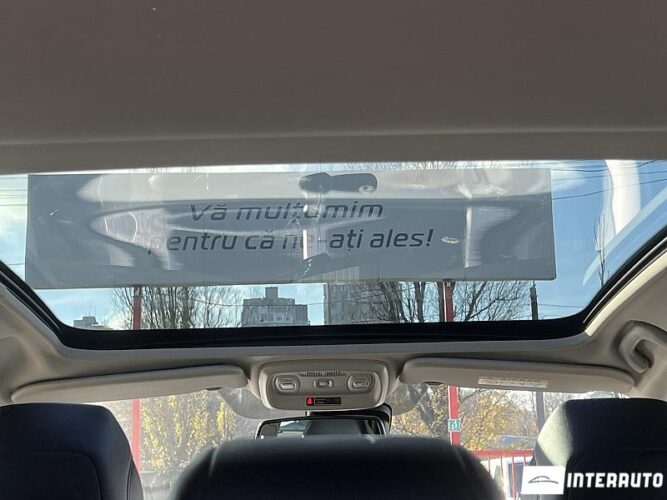 Vă mulțumim
pentru că ne-ați ales!
INTERAUTO